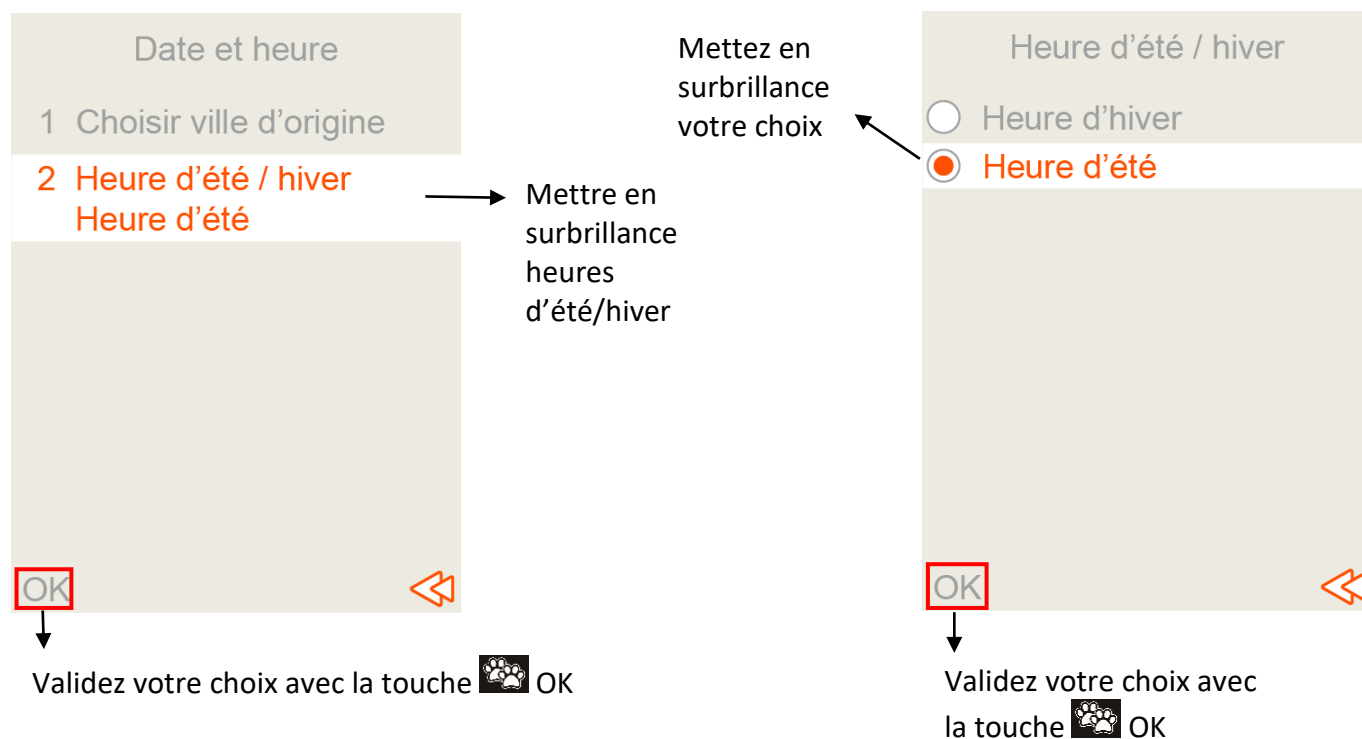 Date et heure
1 Choisir ville d'origine
2 Heure d'été / hiver
Heure d'été
OK
Mettre en
surbrillance
heures
d'été/hiver
Validez votre choix avec la touche OK
Mettez en
surbrillance
votre choix
Heure d'été / hiver
Heure d'hiver
Heure d'été
OK
Validez votre choix avec
la touche OK